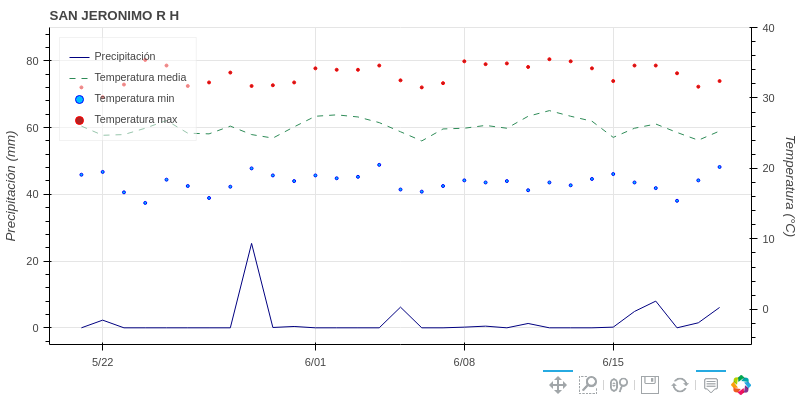 SAN JERONIMO R H
Precipitación
Temperatura media
Temperatura min
Temperatura max
Precipitación (mm)
80
60
40
20
0
Temperatura (°C)
40
30
20
10
0
5/22
6/01
6/08
6/15